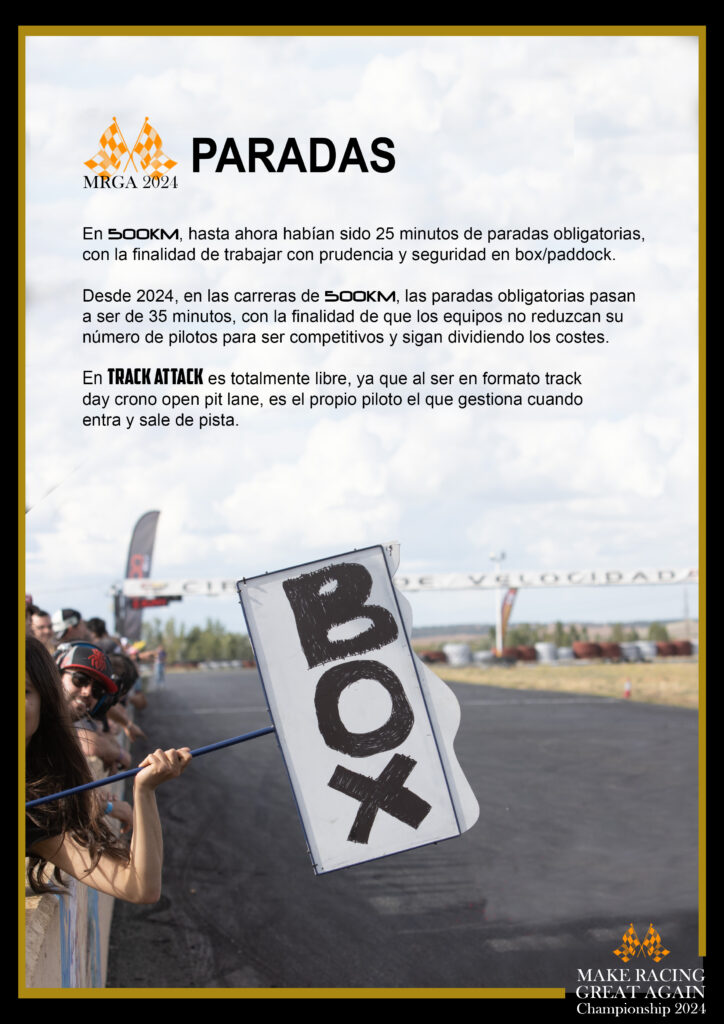 PARADAS
MRGA 2024
En 500KM, hasta ahora habían sido 25 minutos de paradas obligatorias,
con la finalidad de trabajar con prudencia y seguridad en box/paddock.
Desde 2024, en las carreras de 500KM, las paradas obligatorias pasan
a ser de 35 minutos, con la finalidad de que los equipos no reduzcan su
número de pilotos para ser competitivos y sigan dividiendo los costes.
En TRACK ATTACK es totalmente libre, ya que al ser en formato track
day crono open pit lane, es el propio piloto el que gestiona cuando
entra y sale de pista.
DE VELOCIDAD
BOX
MAKE RACING
GREAT AGAIN
Championship 2024